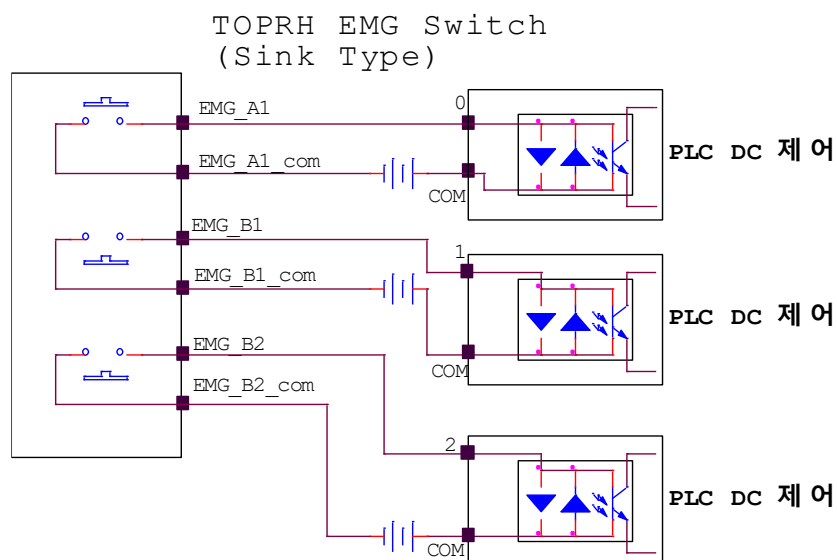 TOPRH EMG Switch
(Sink Type)
EMG_A1
0
EMG_A1_com
COM
PLC DC 제어
EMG_B1
1
EMG_B1_com
COM
PLC DC 제어
EMG_B2
EMG_B2_com
2
COM
PLC DC 제어